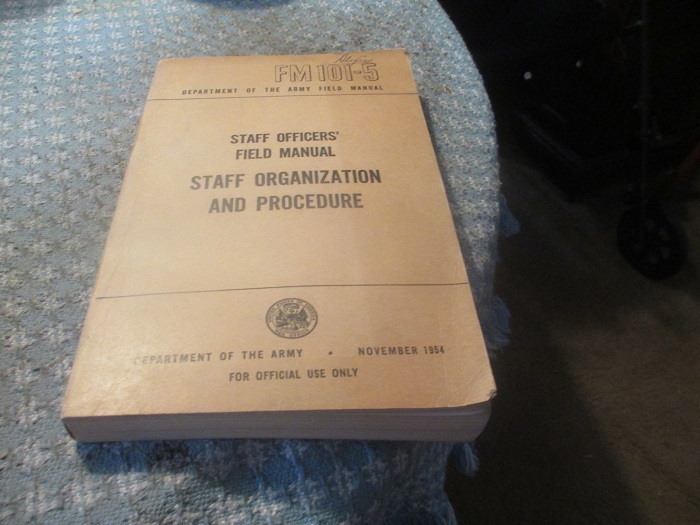 FM 101-5
DEPARTMENT OF THE ARMY FIELD MANUAL
STAFF OFFICERS'
FIELD MANUAL
STAFF ORGANIZATION
AND PROCEDURE
DEPARTMENT OF THE ARMY • NOVEMBER 1954
FOR OFFICIAL USE ONLY